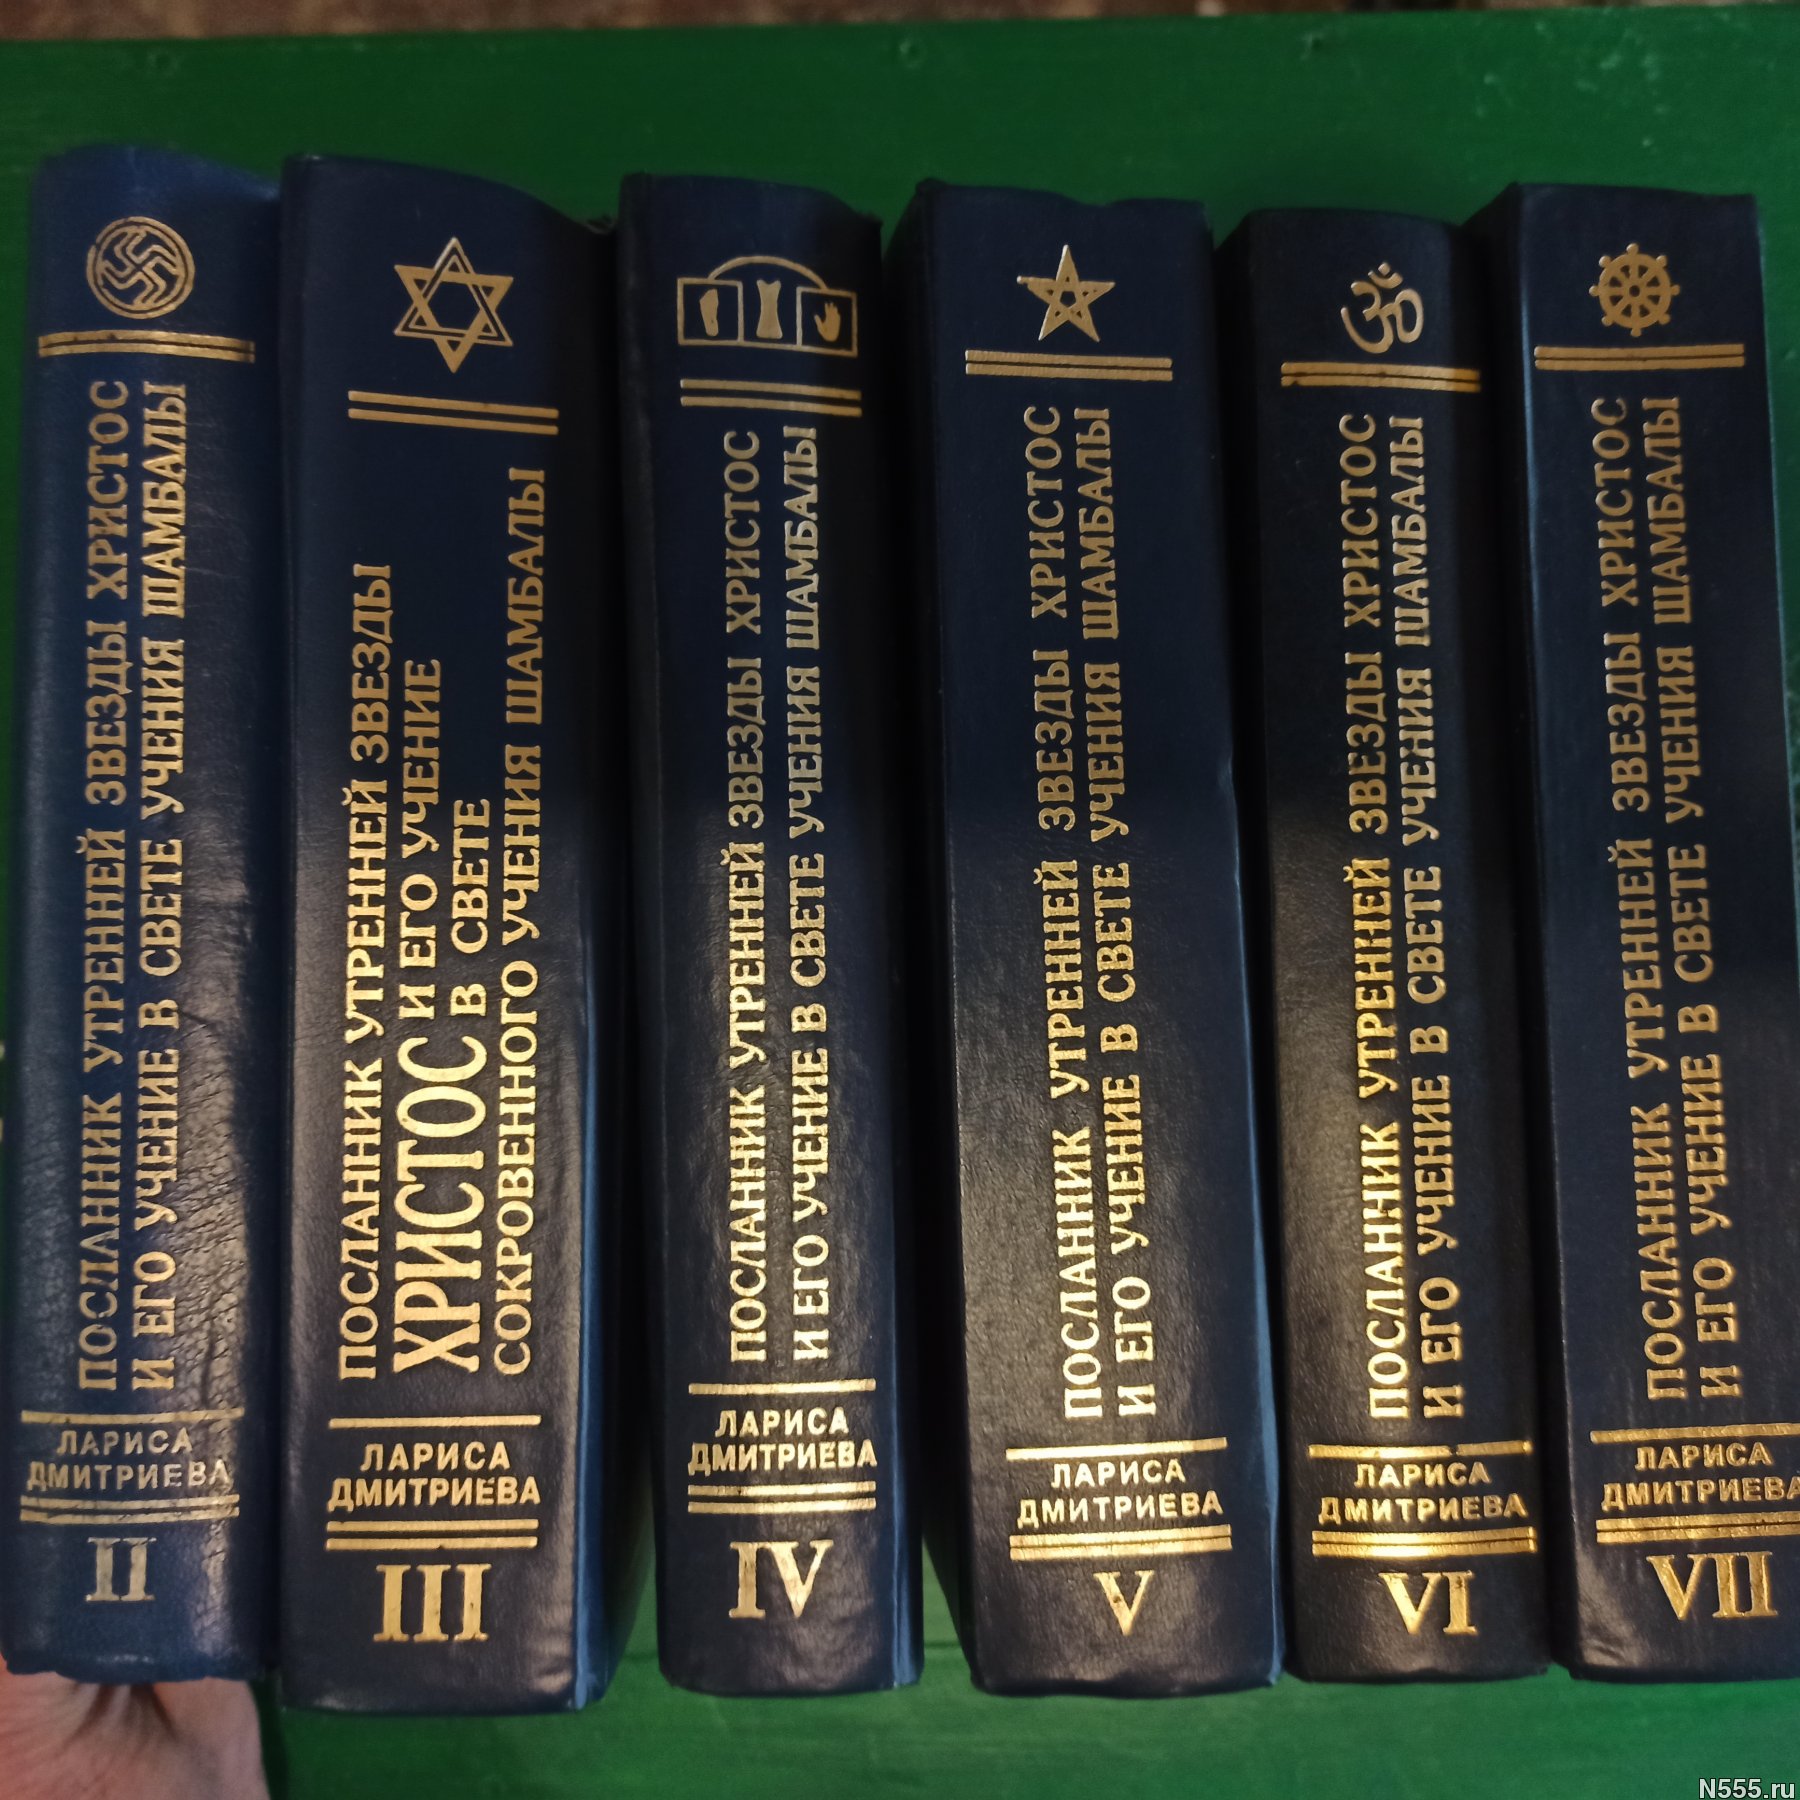 ПОСЛАННИК УТРЕННЕЙ ЗВЕЗДЫ ХРИСТОС
И ЕГО УЧЕНИЕ В СВЕТЕ УЧЕНИЯ ШАМБАЛЫ
ЛАРИСА
ДМИТРИЕВА
II
ПОСЛАННИК УТРЕННЕЙ ЗВЕЗДЫ
ХРИСТОС И ЕГО УЧЕНИЕ
В СВЕТЕ
СОКРОВЕННОГО УЧЕНИЯ ШАМБАЛЫ
ЛАРИСА
ДМИТРИЕВА
III
ПОСЛАННИК УТРЕННЕЙ ЗВЕЗДЫ ХРИСТОС
И ЕГО УЧЕНИЕ В СВЕТЕ УЧЕНИЯ ШАМБАЛЫ
ЛАРИСА
ДМИТРИЕВА
IV
ПОСЛАННИК УТРЕННЕЙ ЗВЕЗДЫ ХРИСТОС
И ЕГО УЧЕНИЕ В СВЕТЕ УЧЕНИЯ ШАМБАЛЫ
ЛАРИСА
ДМИТРИЕВА
V
ПОСЛАННИК УТРЕННЕЙ ЗВЕЗДЫ ХРИСТОС
И ЕГО УЧЕНИЕ В СВЕТЕ УЧЕНИЯ ШАМБАЛЫ
ЛАРИСА
ДМИТРИЕВА
VI
ПОСЛАННИК УТРЕННЕЙ ЗВЕЗДЫ ХРИСТОС
И ЕГО УЧЕНИЕ В СВЕТЕ УЧЕНИЯ ШАМБАЛЫ
ЛАРИСА
ДМИТРИЕВА
VII
N555.ru